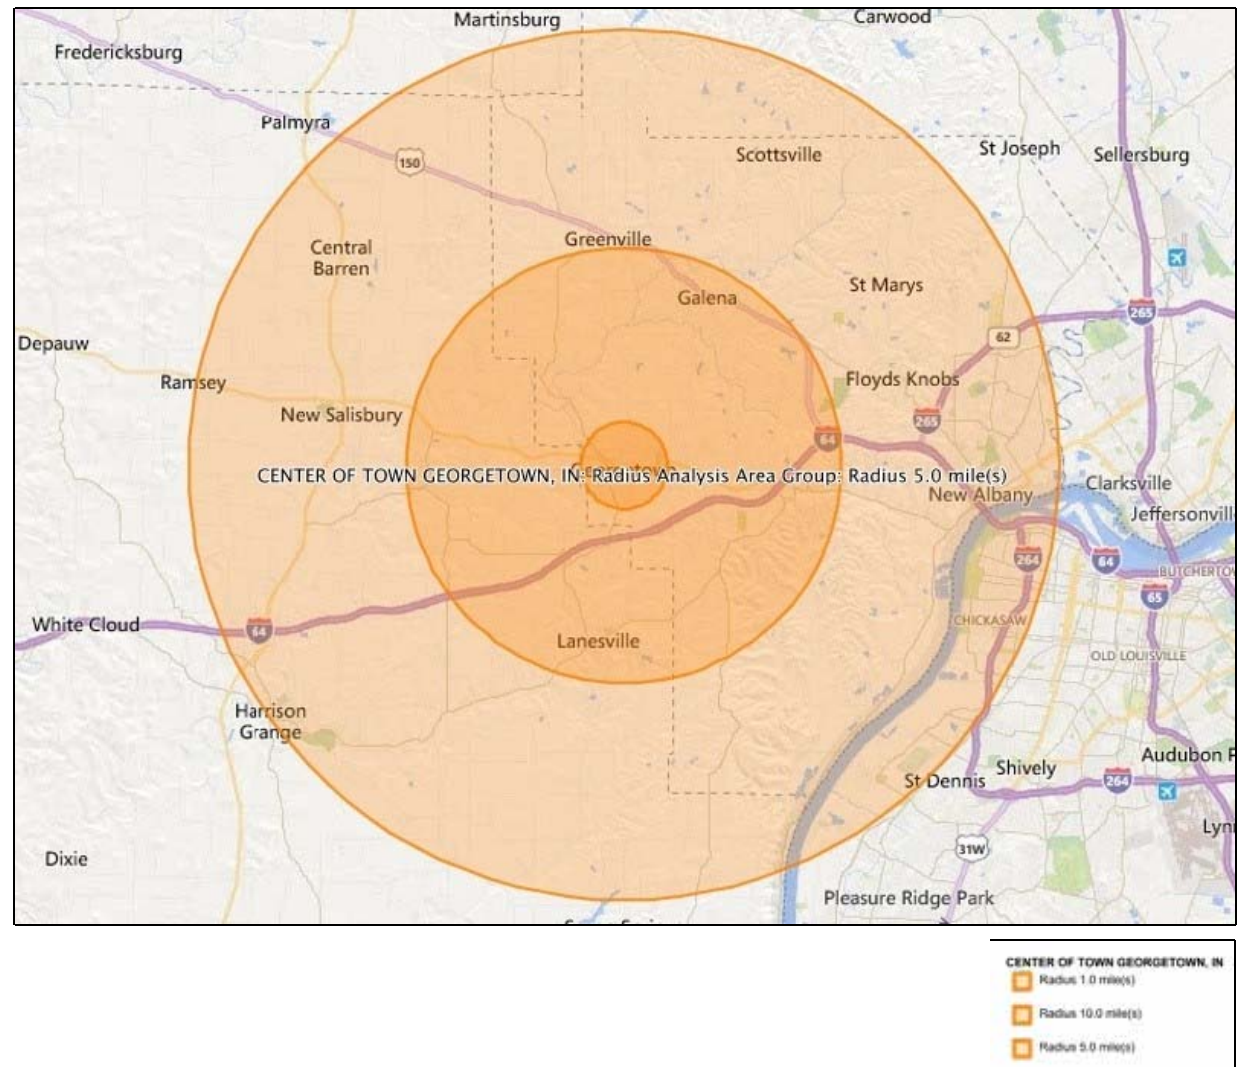 Martinsburg
Carwood
Fredericksburg
Palmyra
150
Scottsville
St Joseph
Sellersburg
Central
Barren
Greenville
Galena
St Marys
265
62
Depauw
Ramsey
New Salisbury
Floyds Knobs
265
64
CENTER OF TOWN GEORGETOWN, IN: Radius Analysis Area Group: Radius 5.0 mile(s)
New Albany
Clarksville
Jeffersonvill
264
64
BUTCHERTO
65
White Cloud
64
CHICKASAW
Lanesville
OLD LOUISVILLE
Harrison
Grange
St Dennis
Shively
Audubon P
264
Lyn
31W
Dixie
Pleasure Ridge Park
CENTER OF TOWN GEORGETOWN, IN
Radius 1.0 mile(s)
Radius 10.0 mile(s)
Radius 5.0 mile(s)